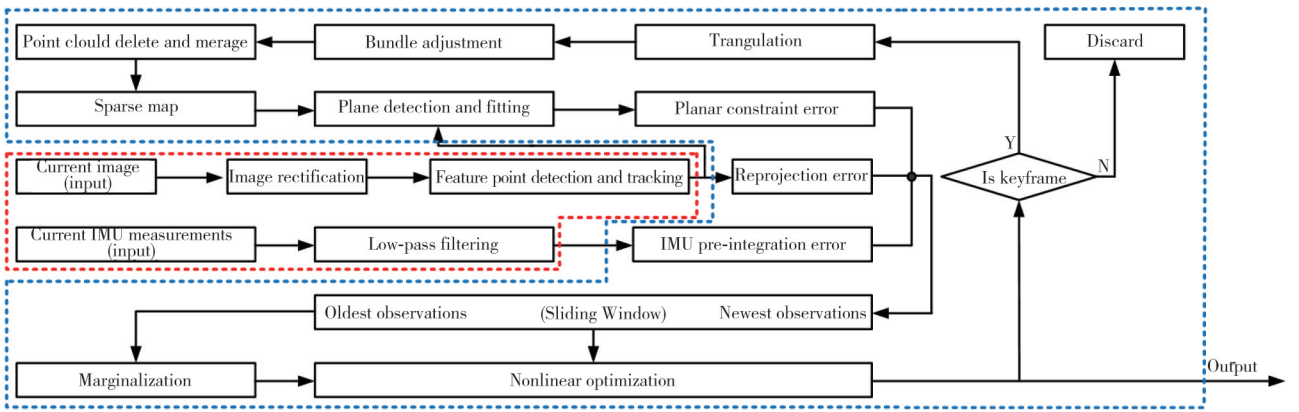 Point clould delete and merage
Bundle adjustment
Trangulation
Discard
Sparse map
Plane detection and fitting
Planar constraint error
Y
N
Is keyframe
Current image
(input)
Image rectification
Feature point detection and tracking
Reprojection error
Current IMU measurements
(input)
Low-pass filtering
IMU pre-integration error
Oldest observations
(Sliding Window)
Newest observations
Marginalization
Nonlinear optimization
Output